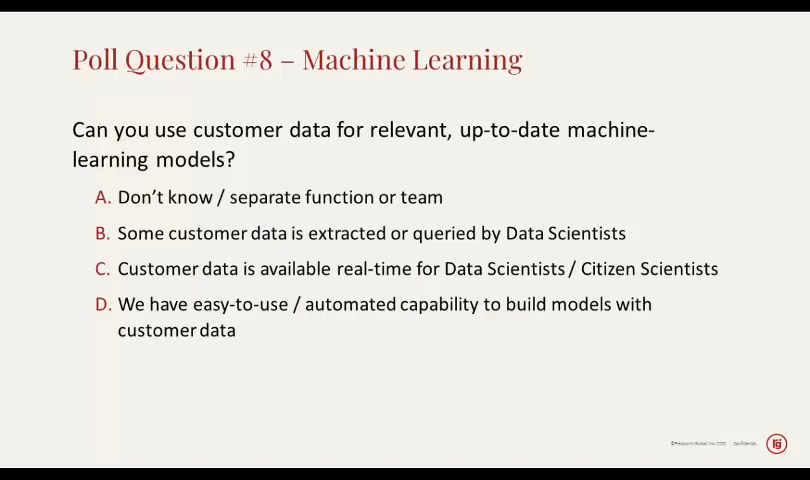 Poll Question #8 – Machine Learning
Can you use customer data for relevant, up-to-date machine-
learning models?
A. Don’t know / separate function or team
B. Some customer data is extracted or queried by Data Scientists
C. Customer data is available real-time for Data Scientists / Citizen Scientists
D. We have easy-to-use / automated capability to build models with
customer data